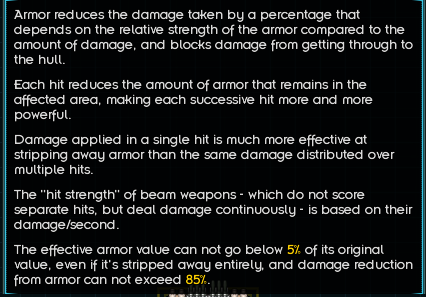 Armor reduces the damage taken by a percentage that
depends on the relative strength of the armor compared to the
amount of damage, and blocks damage from getting through to
the hull.
Each hit reduces the amount of armor that remains in the
affected area, making each successive hit more and more
powerful.
Damage applied in a single hit is much more effective at
stripping away armor than the same damage distributed over
multiple hits.
The "hit strength" of beam weapons - which do not score
separate hits, but deal damage continuously - is based on their
damage/second.
The effective armor value can not go below 5% of its original
value, even if it's stripped away entirely, and damage reduction
from armor can not exceed 85%.